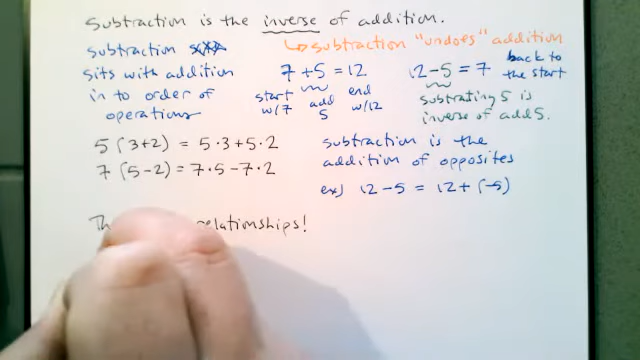 Subtraction is the inverse of addition.
↳ subtraction "undoes" addition
subtraction
sits with addition
in to order of
operations
7 + 5 = 12
start w/7
add 5
end w/12
12 - 5 = 7
back to
the start
subtrating 5 is
inverse of add 5.
5 (3+2) = 5·3 + 5·2
7 (5-2) = 7·5 - 7·2
subtraction is the
addition of opposites
ex) 12 - 5 = 12 + (-5)
relationships!